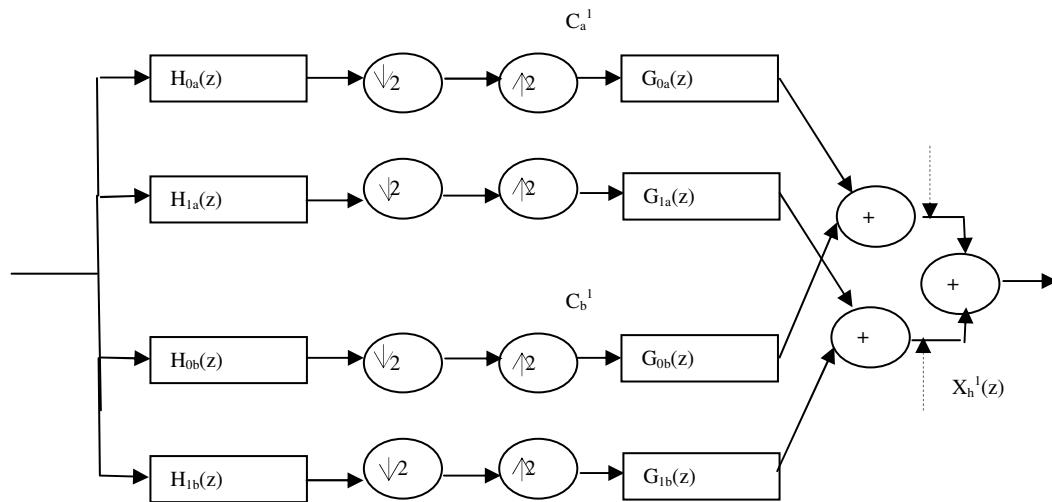 C_a^1
H_0a(z) ↓2 ↑2 G_0a(z)
H_1a(z) ↓2 ↑2 G_1a(z)
+
+
C_b^1
+
H_0b(z) ↓2 ↑2 G_0b(z)
X_h^1(z)
H_1b(z) ↓2 ↑2 G_1b(z)